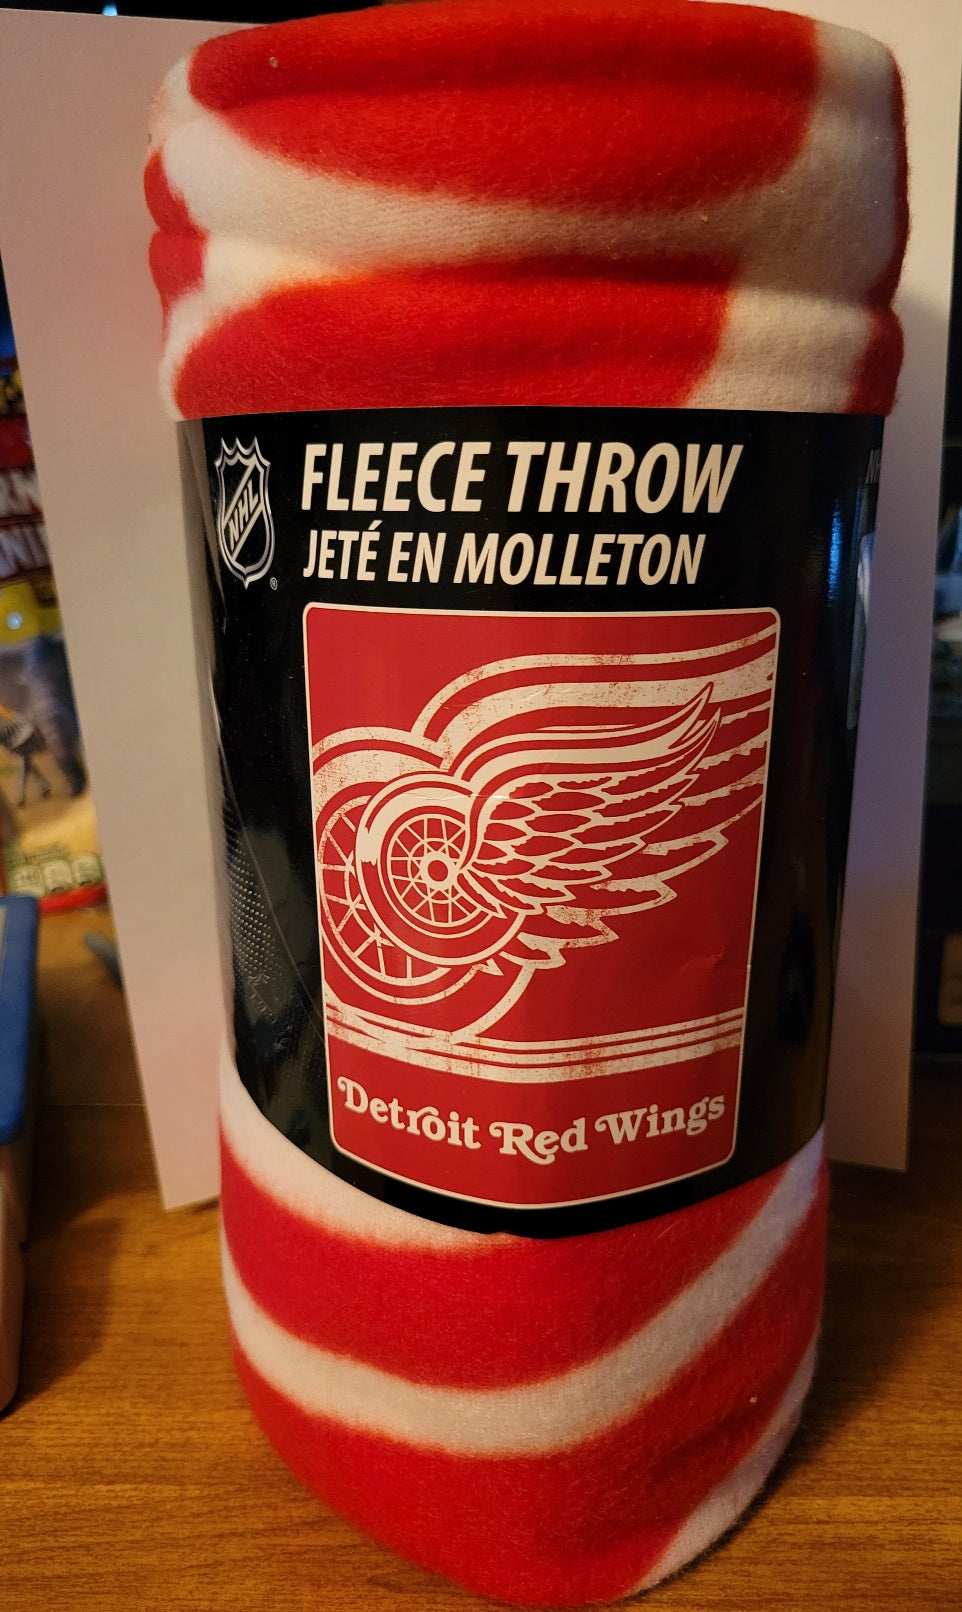 NHL
FLEECE THROW
JETÉ EN MOLLETON
Detroit Red Wings